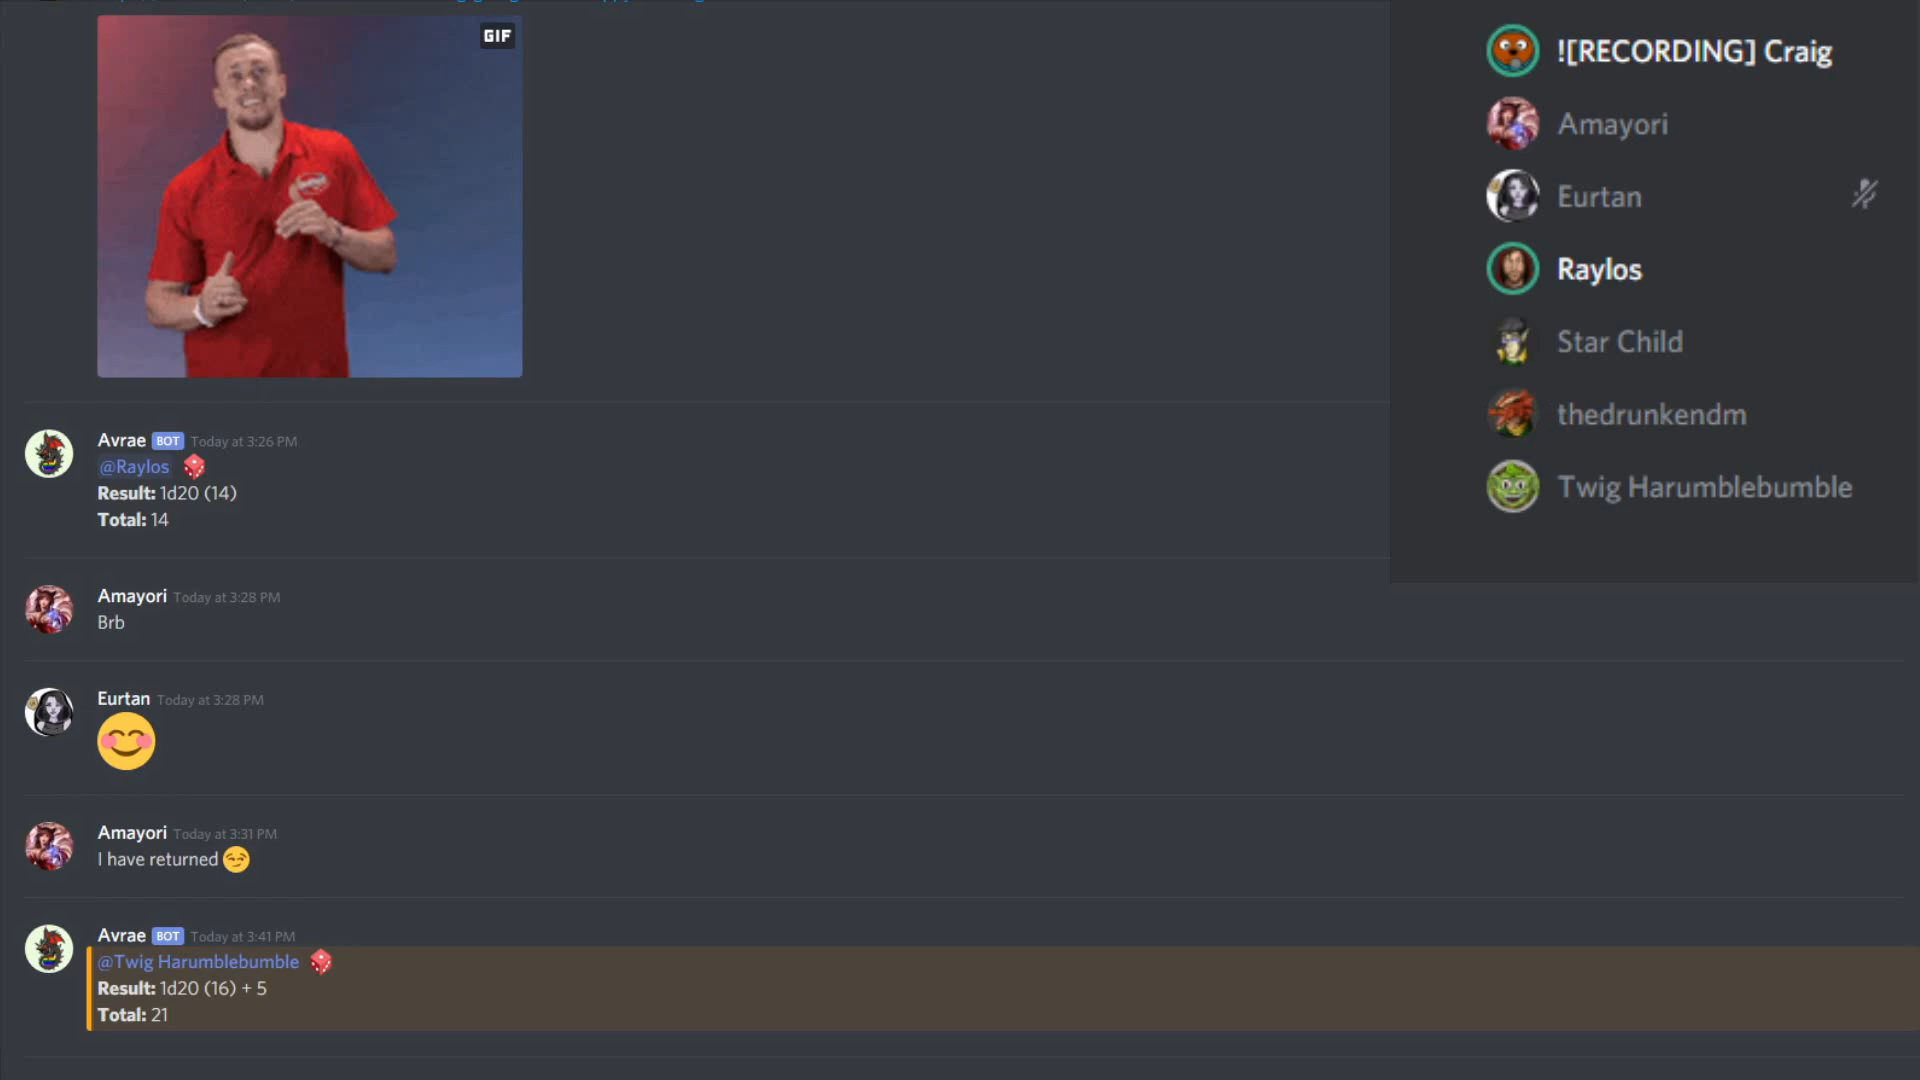 GIF
Avrae BOT Today at 3:26 PM
@Raylos
Result: 1d20 (14)
Total: 14
Amayori Today at 3:28 PM
Brb
Eurtan Today at 3:28 PM
Amayori Today at 3:31 PM
I have returned
Avrae BOT Today at 3:41 PM
@Twig Harumblebumble
Result: 1d20 (16) + 5
Total: 21
![RECORDING] Craig
Amayori
Eurtan
Raylos
Star Child
thedrunkendm
Twig Harumblebumble